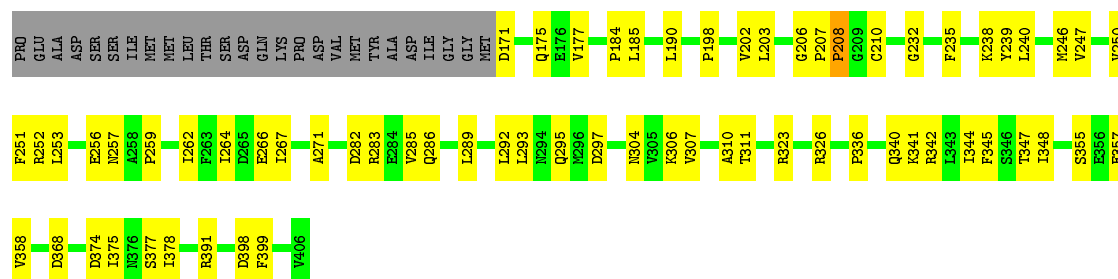 PRO GLU ALA ASP SER SER ILE MET MET LEU THR SER ASP GLN LYS PRO ASP VAL MET TYR ALA ASP ILE GLY GLY MET D171 Q175 E176 V177 P184 L185 L190 P198 V202 L203 G206 P207 P208 G209 C210 G232 F235 K238 Y239 L240 M246 V247
F251 R252 L253 E256 N257 A258 P259 I262 F263 I264 D265 E266 I267 A271 D282 R283 E284 V285 Q286 L289 L292 L293 N294 Q295 M296 D297 N304 V305 K306 V307 A310 T311 R323 R326 P336 Q340 K341 R342 L343 I344 F345 S346 T347 I348 S355 E356
V358 D368 D374 I375 N376 S377 I378 R391 D398 F399 V406